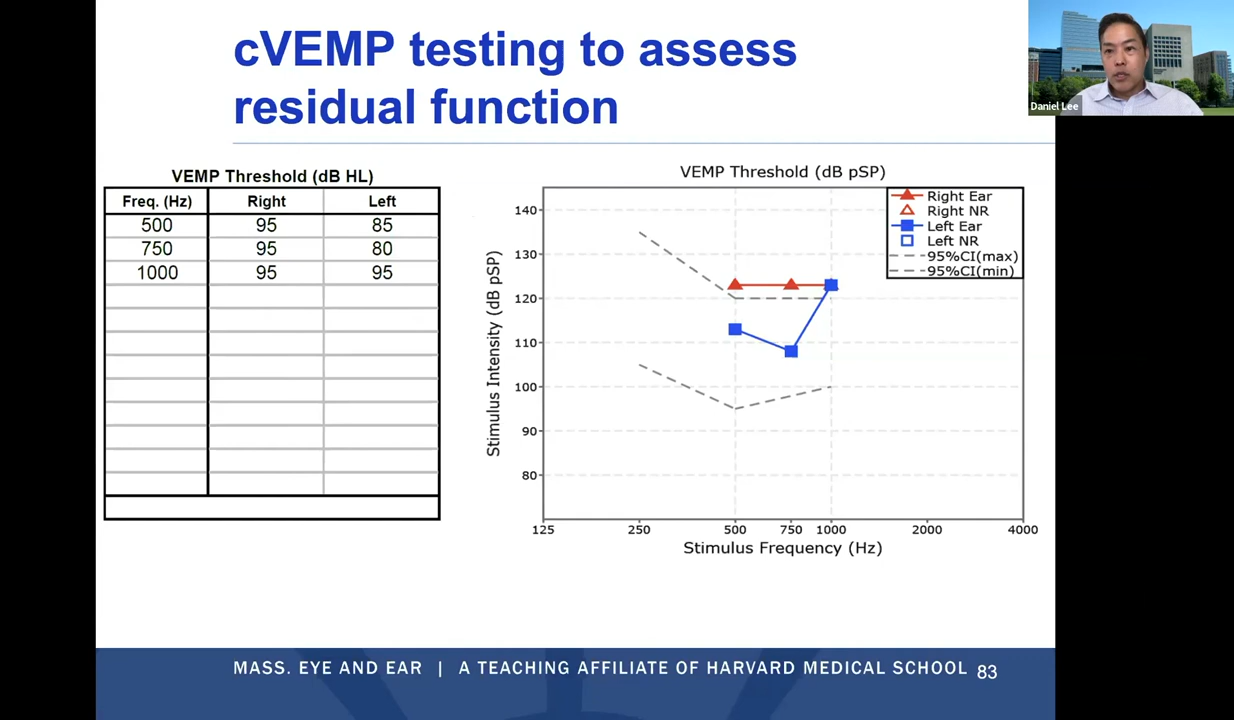 cVEMP testing to assess
residual function
Daniel Lee
VEMP Threshold (dB HL)
Freq. (Hz) Right Left
500 95 85
750 95 80
1000 95 95
VEMP Threshold (dB pSP)
Stimulus Intensity (dB pSP)
140
130
120
110
100
90
80
Right Ear
Right NR
Left Ear
Left NR
95%CI(max)
95%CI(min)
125 250 500 750 1000 2000 4000
Stimulus Frequency (Hz)
MASS. EYE AND EAR | A TEACHING AFFILIATE OF HARVARD MEDICAL SCHOOL 83